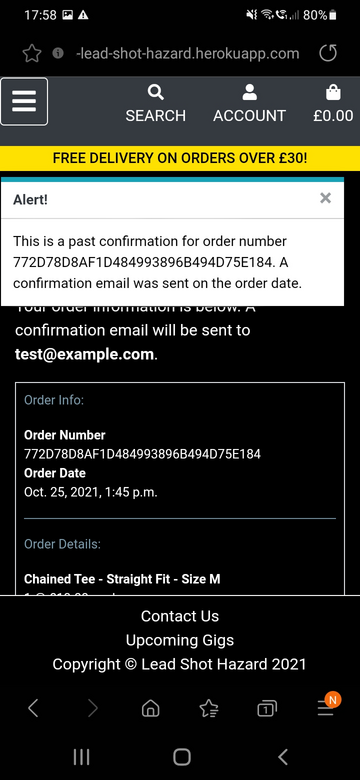 17:58
80%
-lead-shot-hazard.herokuapp.com
SEARCH
ACCOUNT
£0.00
FREE DELIVERY ON ORDERS OVER £30!
Alert!
×
This is a past confirmation for order number
772D78D8AF1D484993896B494D75E184. A
confirmation email was sent on the order date.
Your order information is below. A
confirmation email will be sent to
test@example.com.
Order Info:
Order Number
772D78D8AF1D484993896B494D75E184
Order Date
Oct. 25, 2021, 1:45 p.m.
Order Details:
Chained Tee - Straight Fit - Size M
Contact Us
Upcoming Gigs
Copyright © Lead Shot Hazard 2021
1
N